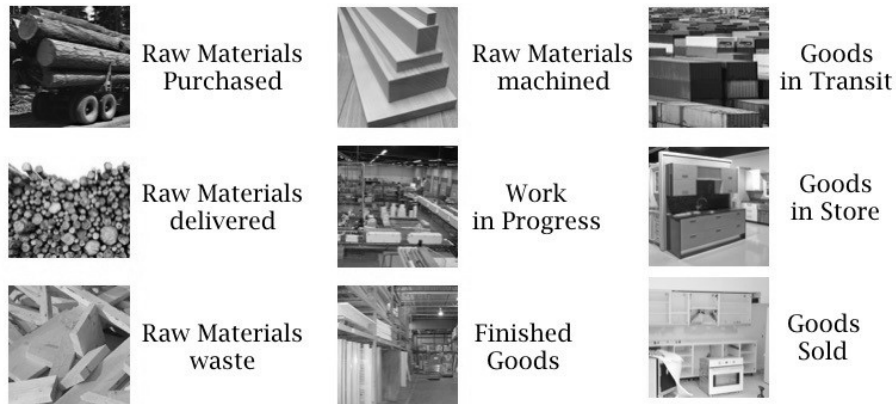 Raw Materials
Purchased
Raw Materials
delivered
Raw Materials
waste
Raw Materials
machined
Work
in Progress
Finished
Goods
Goods
in Transit
Goods
in Store
Goods
Sold